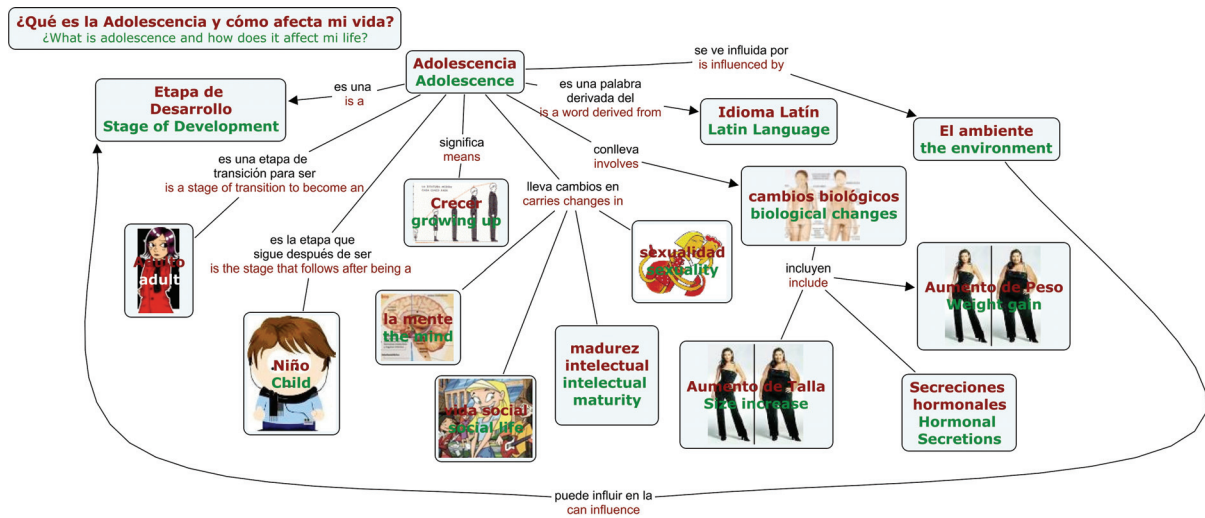 ¿Qué es la Adolescencia y cómo afecta mi vida?
¿What is adolescence and how does it affect mi life?
Adolescencia
Adolescence
se ve influida por
is influenced by
es una
is a
Etapa de
Desarrollo
Stage of Development
es una palabra
derivada del
is a word derived from
Idioma Latín
Latin Language
El ambiente
the environment
es una etapa de
transición para ser
is a stage of transition to become an
significa
means
conlleva
involves
lleva cambios en
carries changes in
Crecer
growing up
cambios biológicos
biological changes
es la etapa que
sigue después de ser
is the stage that follows after being a
Adulto
adult
sexualidad
sexuality
incluyen
include
Aumento de Peso
Weight gain
la mente
the mind
Niño
Child
madurez
intelectual
intelectual
maturity
vida social
social life
Aumento de Talla
Size increase
Secreciones
hormonales
Hormonal
Secretions
puede influir en la
can influence